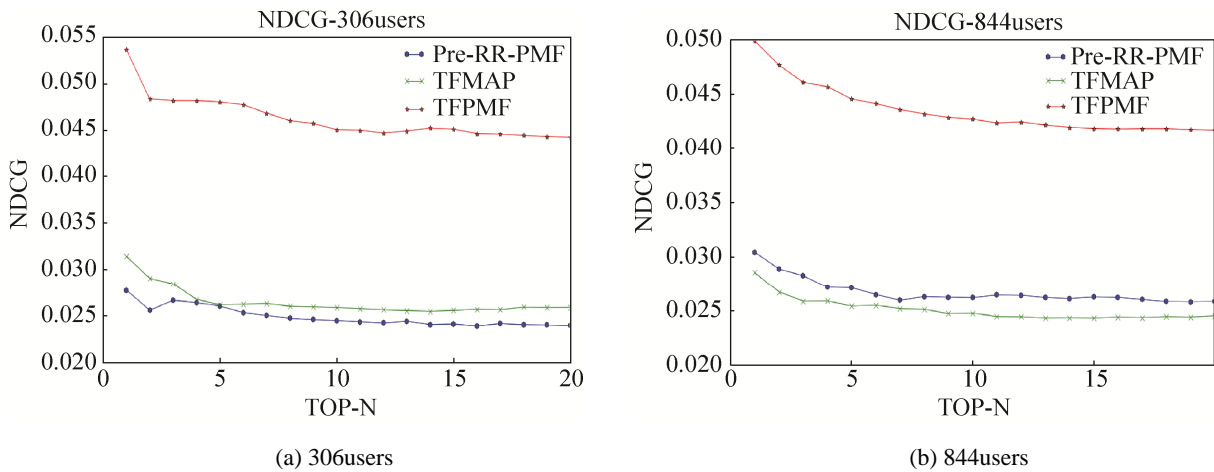 NDCG-306users
0.055
0.050
0.045
0.040
0.035
0.030
0.025
0.020
NDCG
Pre-RR-PMF
TFMAP
TFPMF
0
5
10
15
20
TOP-N
(a) 306users
NDCG-844users
0.050
0.045
0.040
0.035
0.030
0.025
0.020
NDCG
Pre-RR-PMF
TFMAP
TFPMF
0
5
10
15
TOP-N
(b) 844users